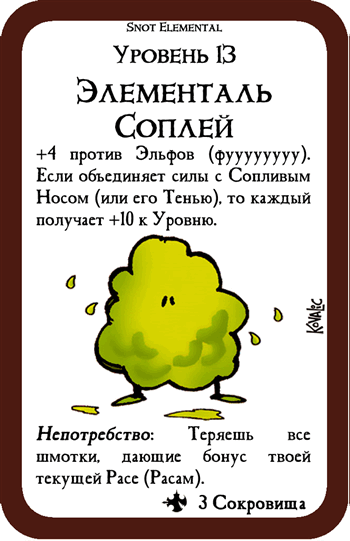 Snot Elemental
Уровень 13
Элементаль
Соплей
+4 против Эльфов (фууууууууу).
Если объединяет силы с Сопливым
Носом (или его Тенью), то каждый
получает +10 к Уровню.
Kovalic
Непотребство: Теряешь все
шмотки, дающие бонус твоей
текущей Расе (Расам).
3 Сокровища